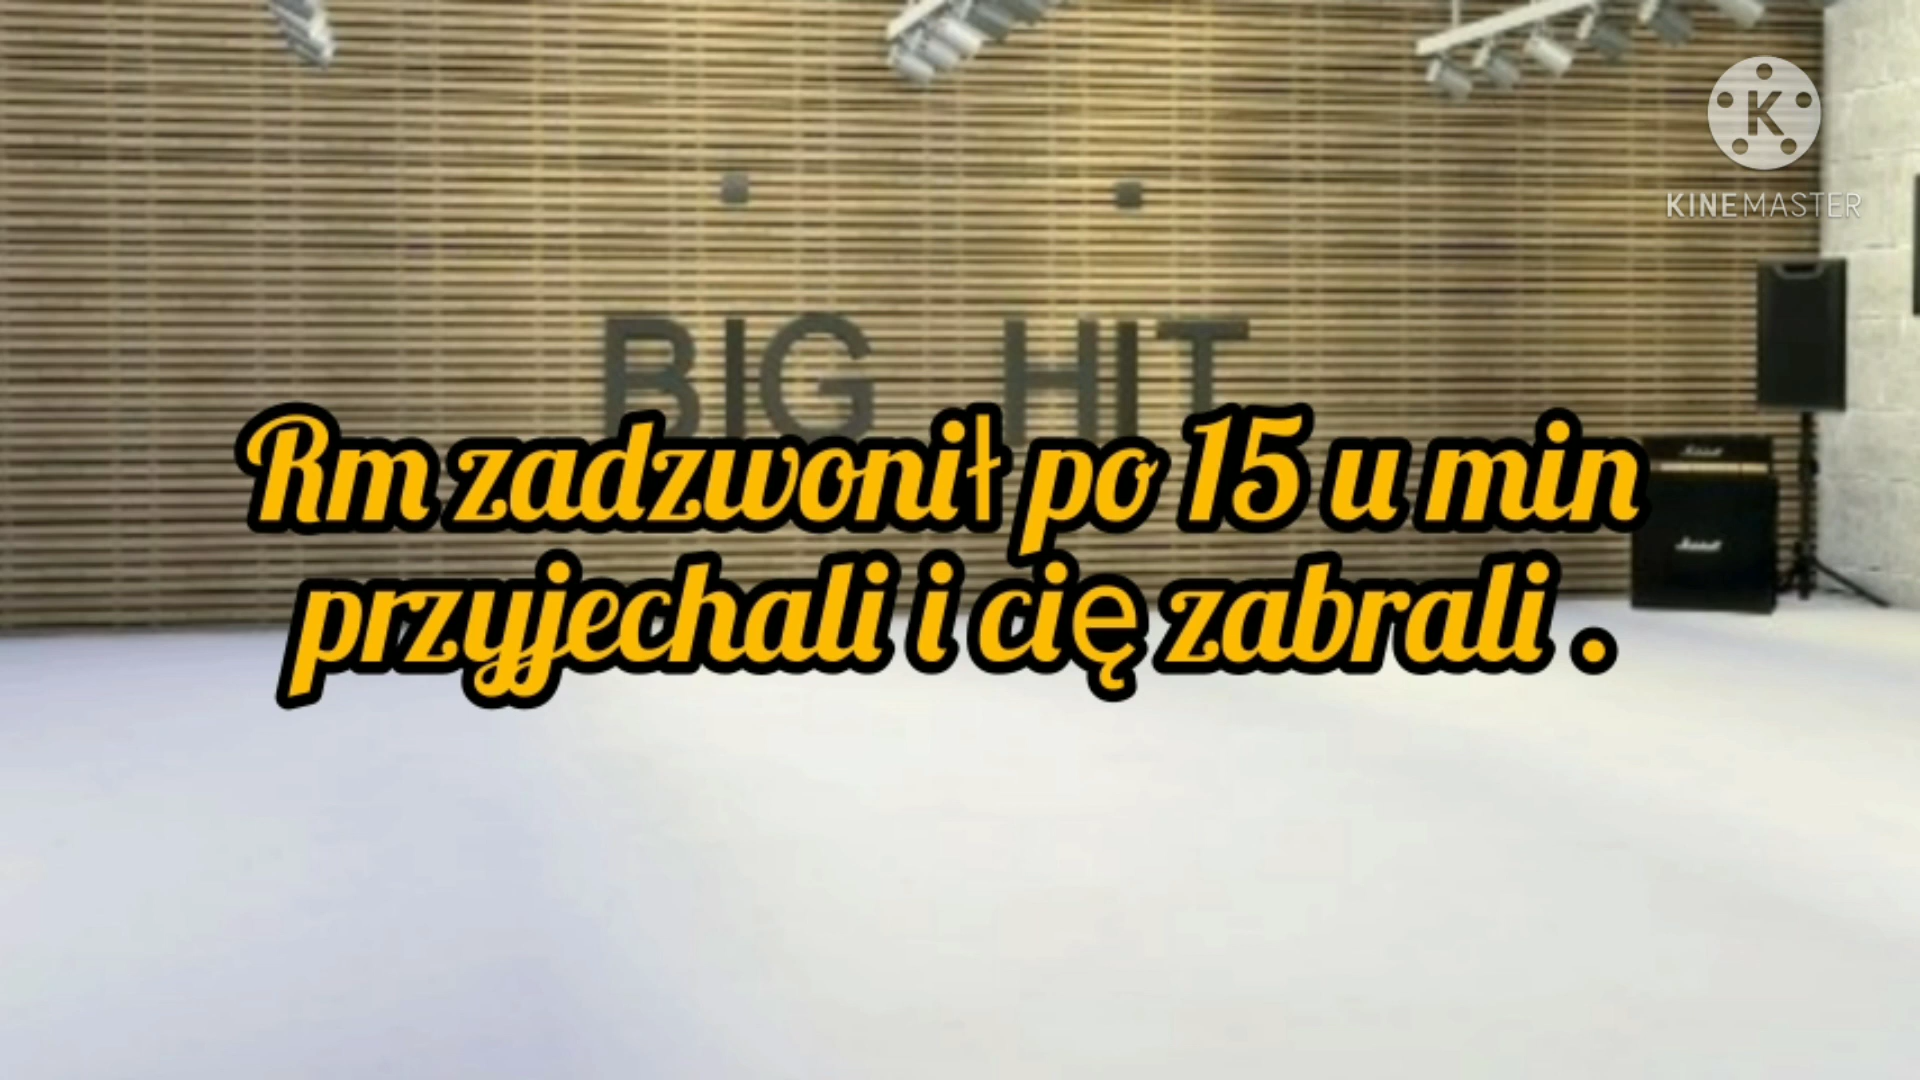 KINEMASTER
BIG HIT
Rm zadzwonił po 15 u min
przyjechali i cię zabrali .